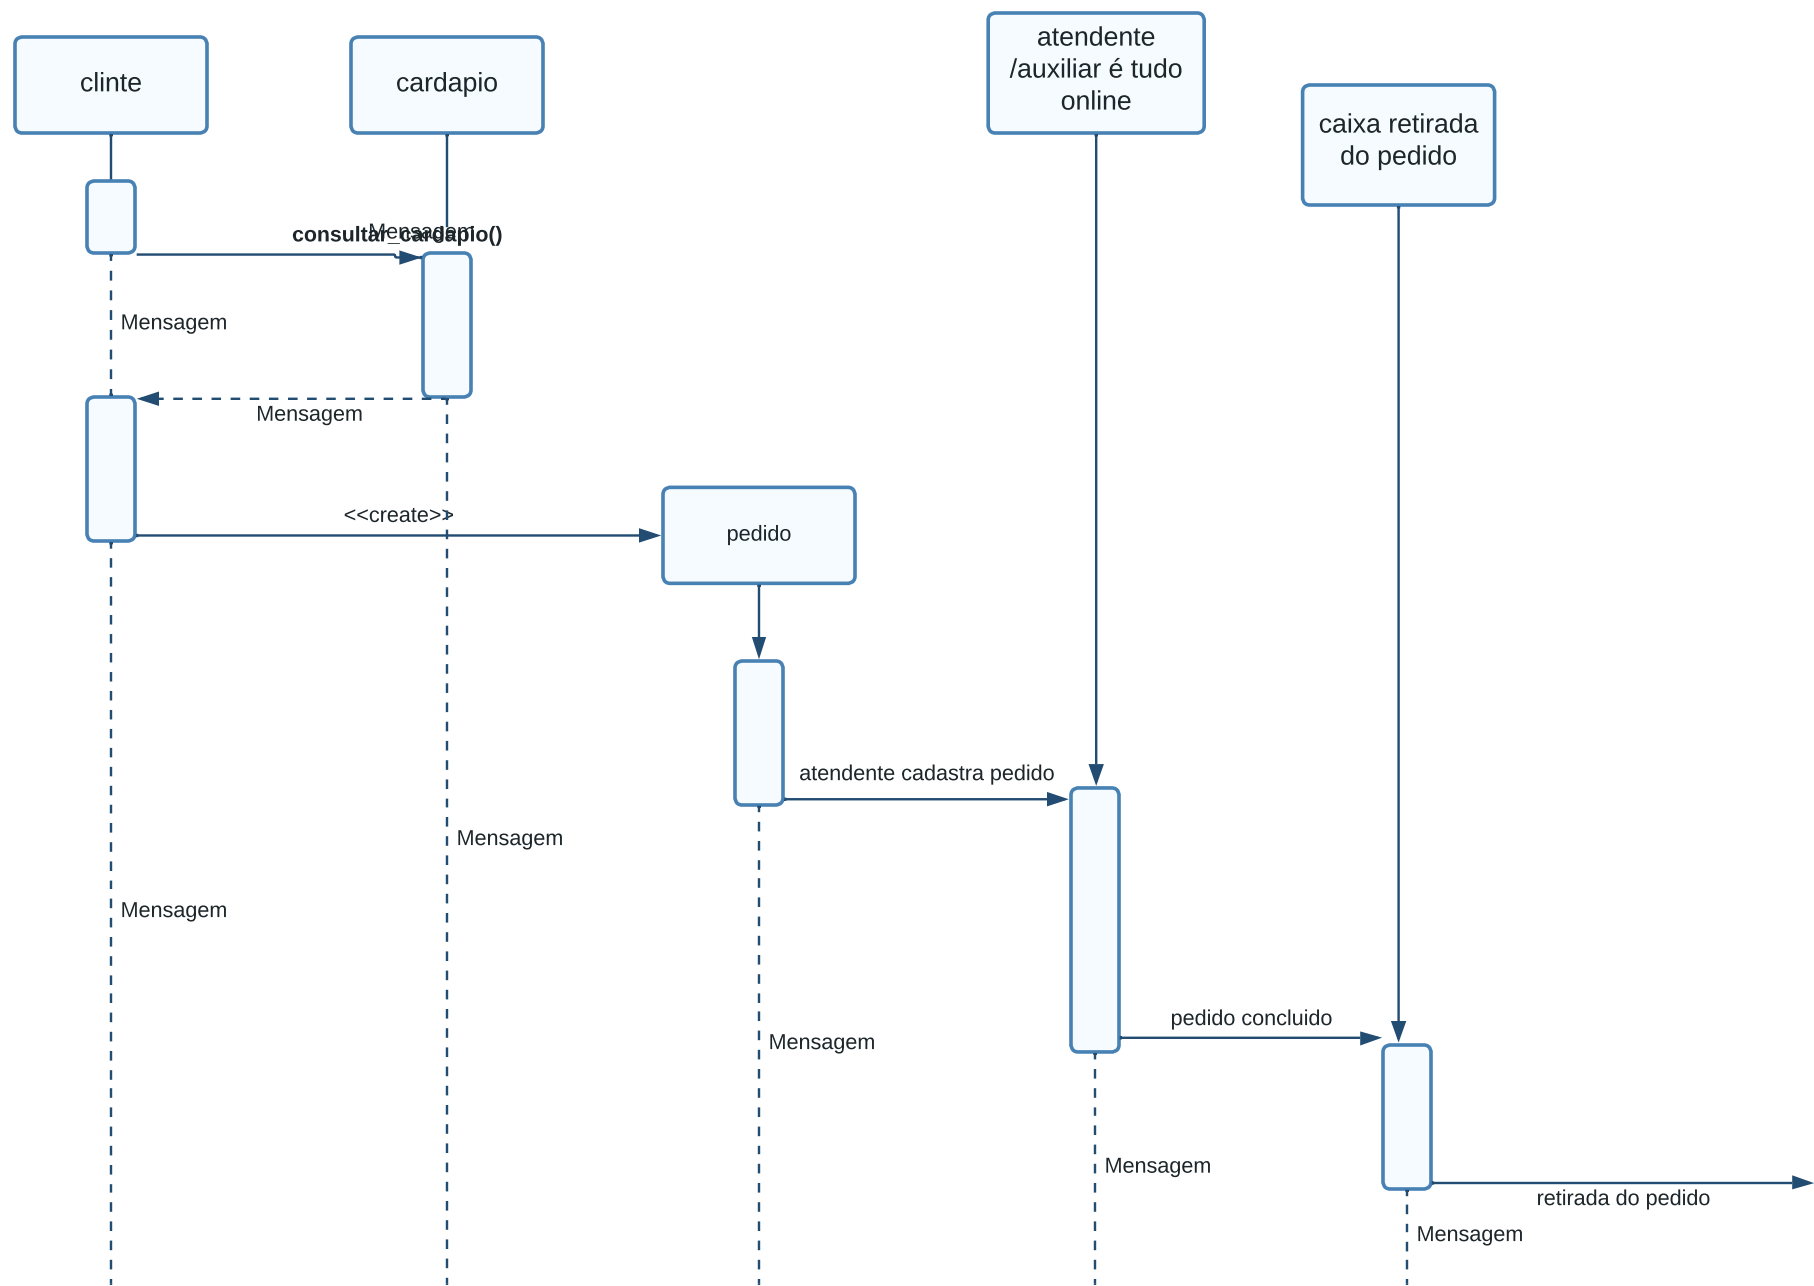 clinte
cardapio
atendente
/auxiliar é tudo
online
caixa retirada
do pedido
Mensagem
consultar_cardapio()
Mensagem
Mensagem
<<create>>
pedido
atendente cadastra pedido
Mensagem
Mensagem
pedido concluido
Mensagem
Mensagem
retirada do pedido
Mensagem